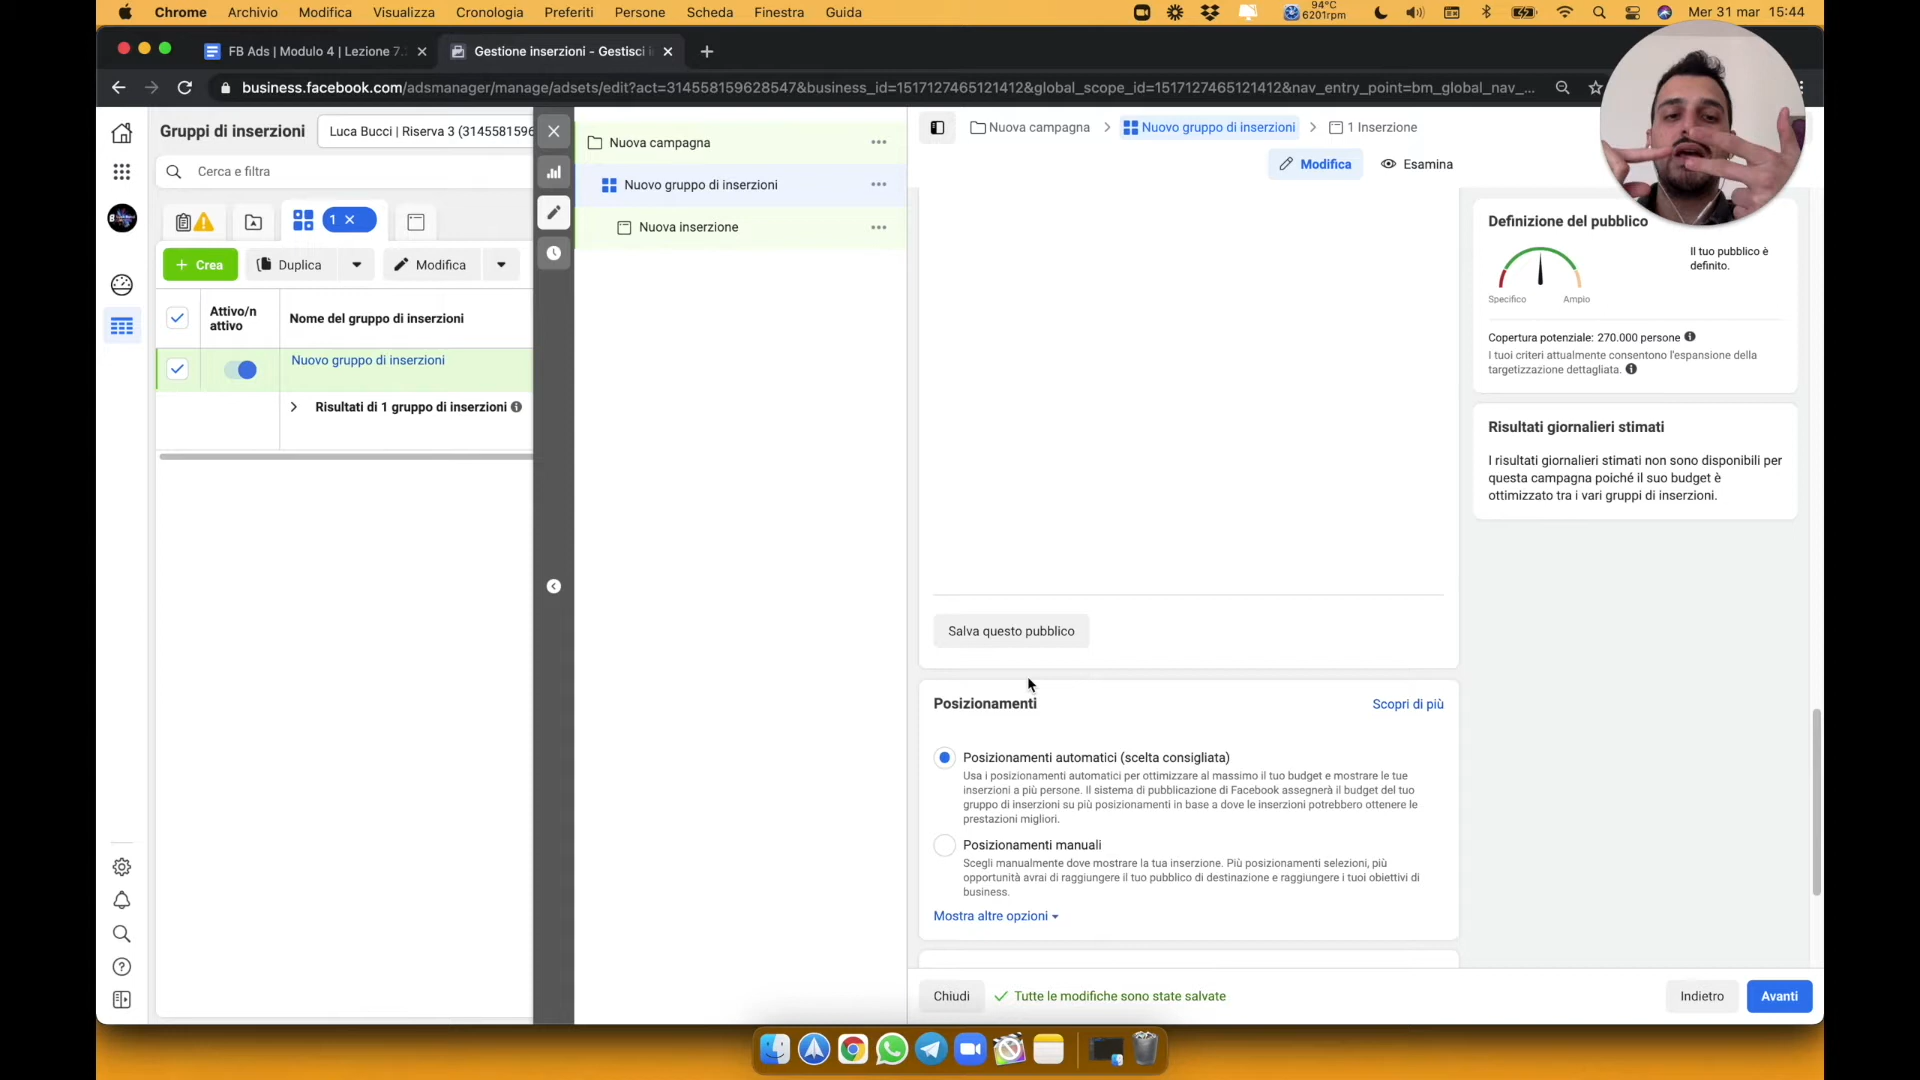 Chrome Archivio Modifica Visualizza Cronologia Preferiti Persone Scheda Finestra Guida
94°C
6201rpm
Mer 31 mar 15:44
FB Ads | Modulo 4 | Lezione 7.
Gestione inserzioni - Gestisci i
business.facebook.com/adsmanager/manage/adsets/edit?act=314558159628547&business_id=1517127465121412&global_scope_id=1517127465121412&nav_entry_point=bm_global_nav_...
Gruppi di inserzioni
Luca Bucci | Riserva 3 (3145581596
Cerca e filtra
1
Crea
Duplica
Modifica
Attivo/n
attivo
Nome del gruppo di inserzioni
Nuovo gruppo di inserzioni
Risultati di 1 gruppo di inserzioni
Nuova campagna
Nuovo gruppo di inserzioni
Nuova inserzione
Nuova campagna
Nuovo gruppo di inserzioni
1 Inserzione
Modifica
Esamina
Salva questo pubblico
Posizionamenti
Scopri di più
Posizionamenti automatici (scelta consigliata)
Usa i posizionamenti automatici per ottimizzare al massimo il tuo budget e mostrare le tue
inserzioni a più persone. Il sistema di pubblicazione di Facebook assegnerà il budget del tuo
gruppo di inserzioni su più posizionamenti in base a dove le inserzioni potrebbero ottenere le
prestazioni migliori.
Posizionamenti manuali
Scegli manualmente dove mostrare la tua inserzione. Più posizionamenti selezioni, più
opportunità avrai di raggiungere il tuo pubblico di destinazione e raggiungere i tuoi obiettivi di
business.
Mostra altre opzioni
Definizione del pubblico
Il tuo pubblico è
definito.
Specifico
Ampio
Copertura potenziale: 270.000 persone
I tuoi criteri attualmente consentono l'espansione della
targetizzazione dettagliata.
Risultati giornalieri stimati
I risultati giornalieri stimati non sono disponibili per
questa campagna poiché il suo budget è
ottimizzato tra i vari gruppi di inserzioni.
Chiudi
Tutte le modifiche sono state salvate
Indietro
Avanti